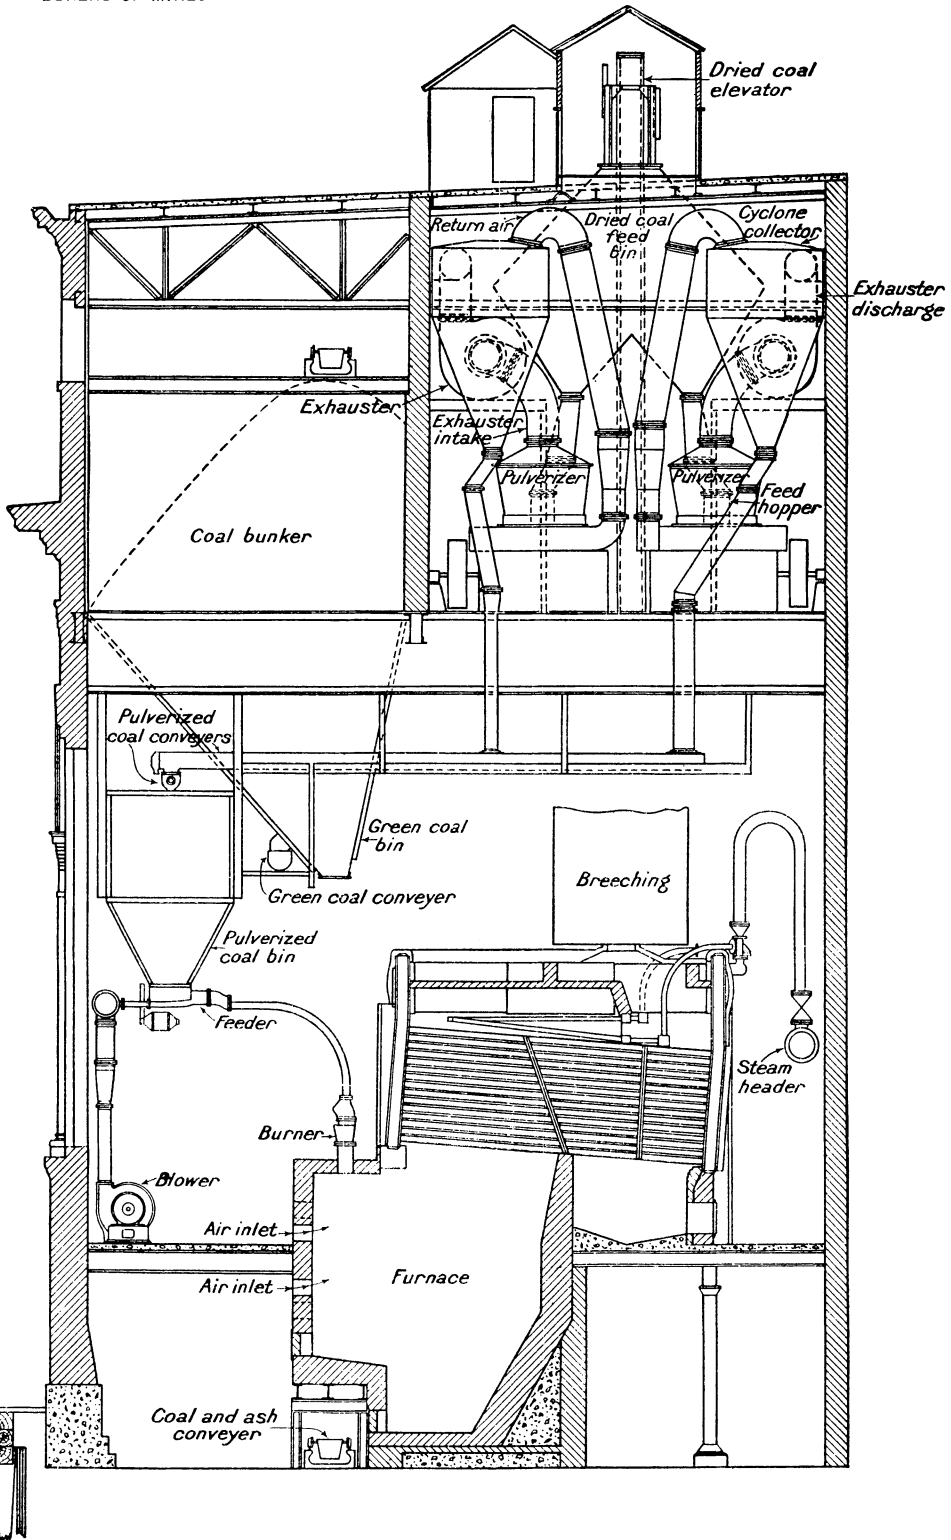 Dried coal
elevator
Return air
Dried coal
feed
bin
Cyclone
collector
Exhauster
discharge
Exhauster
Exhauster
intake
Pulverizer
Pulverizer
Feed
hopper
Coal bunker
Pulverized
coal conveyers
Green coal
bin
Green coal conveyer
Breeching
Pulverized
coal bin
Feeder
Steam
header
Burner
Blower
Air inlet
Air inlet
Furnace
Coal and ash
conveyer